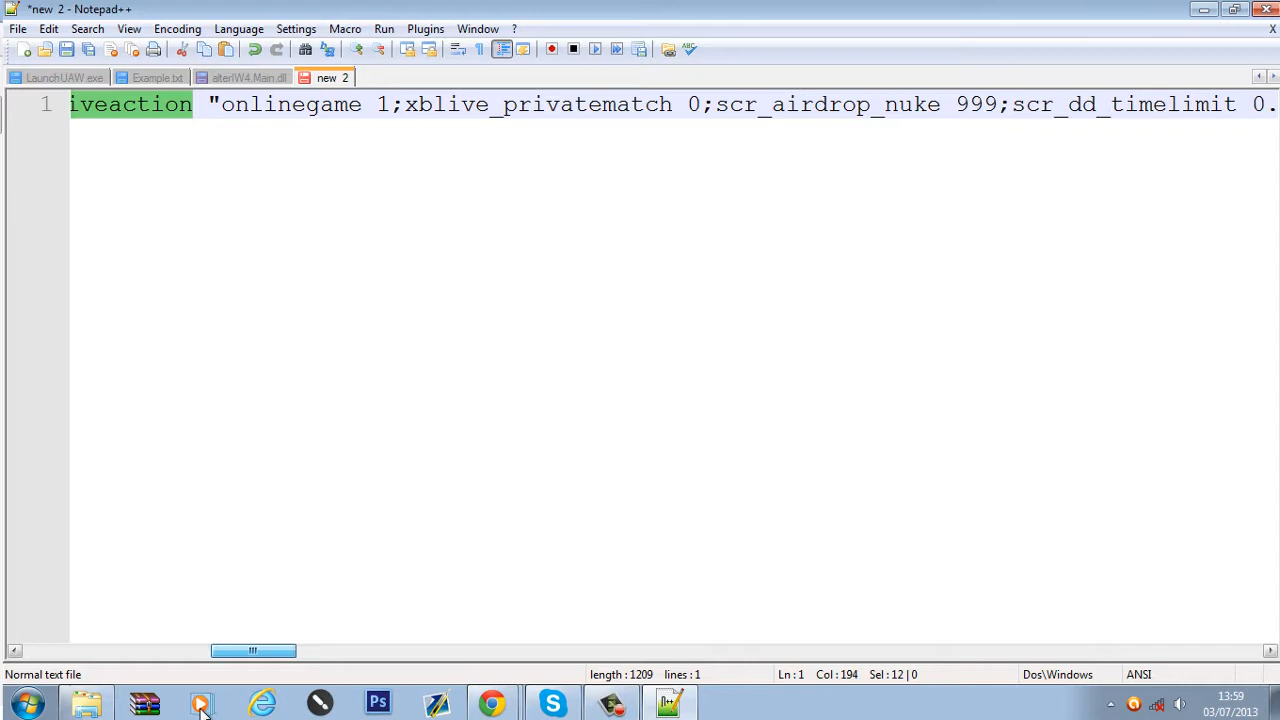 *new 2 - Notepad++
File Edit Search View Encoding Language Settings Macro Run Plugins Window ? X
LaunchUAW.exe Example.txt alterIW4.Main.dll new 2
1 iveaction "onlinegame 1;xblive_privatematch 0;scr_airdrop_nuke 999;scr_dd_timelimit 0.
Normal text file length : 1209 lines : 1 Ln : 1 Col : 194 Sel : 12 | 0 Dos\Windows ANSI
Ps 13:59
03/07/2013